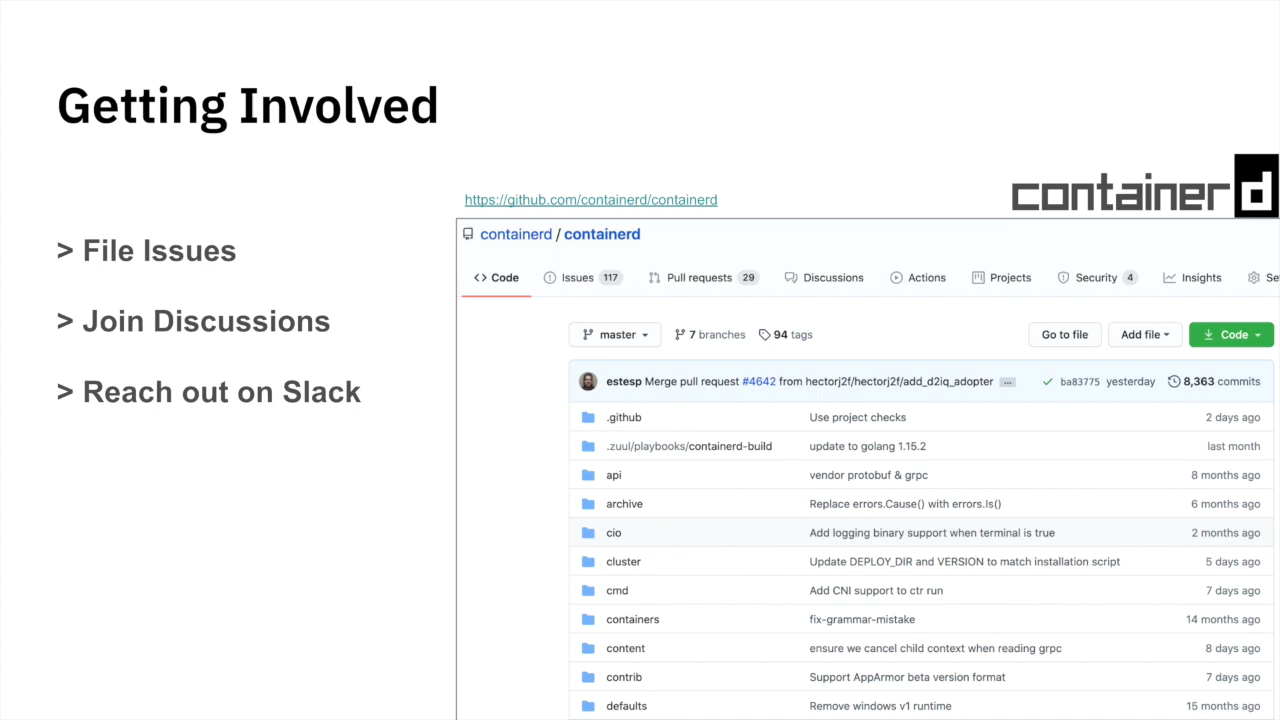 Getting Involved
> File Issues
> Join Discussions
> Reach out on Slack
https://github.com/containerd/containerd
containerd
containerd / containerd
Code Issues 117 Pull requests 29 Discussions Actions Projects Security 4 Insights Se
master 7 branches 94 tags Go to file Add file Code
estesp Merge pull request #4642 from hectorj2f/hectorj2f/add_d2iq_adopter ... ba83775 yesterday 8,363 commits
.github Use project checks 2 days ago
.zuul/playbooks/containerd-build update to golang 1.15.2 last month
api vendor protobuf & grpc 8 months ago
archive Replace errors.Cause() with errors.Is() 6 months ago
cio Add logging binary support when terminal is true 2 months ago
cluster Update DEPLOY_DIR and VERSION to match installation script 5 days ago
cmd Add CNI support to ctr run 7 days ago
containers fix-grammar-mistake 14 months ago
content ensure we cancel child context when reading grpc 8 days ago
contrib Support AppArmor beta version format 7 days ago
defaults Remove windows v1 runtime 15 months ago